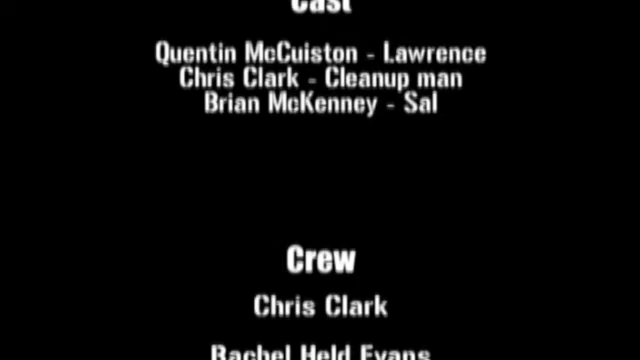 Cast
Quentin McCuiston - Lawrence
Chris Clark - Cleanup man
Brian McKenney - Sal
Crew
Chris Clark
Rachel Held Evans